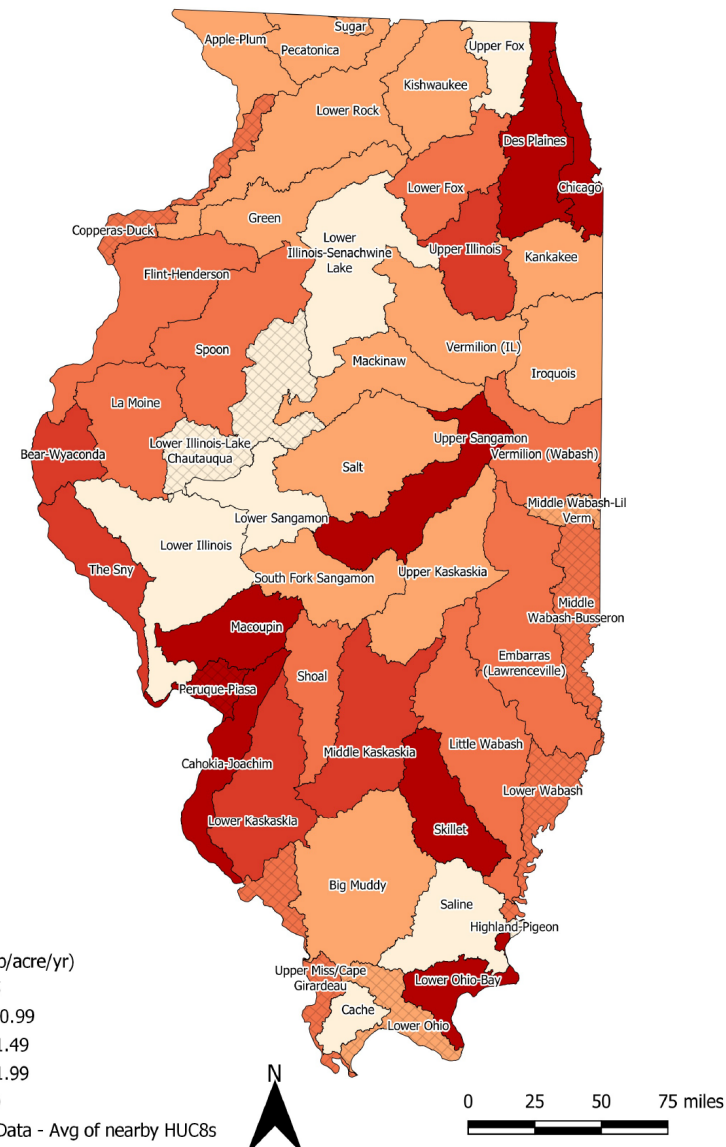 Sugar
Apple-Plum
Pecatonica
Upper Fox
Kishwaukee
Lower Rock
Des Plaines
Lower Fox
Chicago
Green
Copperas-Duck
Lower
Illinois-Senachwine
Lake
Upper Illinois
Kankakee
Flint-Henderson
Spoon
Mackinaw
Vermilion (IL)
Iroquois
La Moine
Lower Illinois-Lake
Chautauqua
Upper Sangamon
Bear-Wyaconda
Vermilion (Wabash)
Salt
Middle Wabash-Lil
Verm
Lower Sangamon
Lower Illinois
The Sny
South Fork Sangamon
Upper Kaskaskia
Middle
Wabash-Busseron
Macoupin
Embarras
(Lawrenceville)
Shoal
Peruque-Piasa
Little Wabash
Middle Kaskaskia
Cahokia-Joachim
Lower Wabash
Lower Kaskaskia
Skillet
Big Muddy
Saline
Highland-Pigeon
Upper Miss/Cape
Girardeau
Lower Ohio-Bay
Cache
Lower Ohio
b/acre/yr)
0.99
.49
.99
Data - Avg of nearby HUC8s
N
0 25 50 75 miles